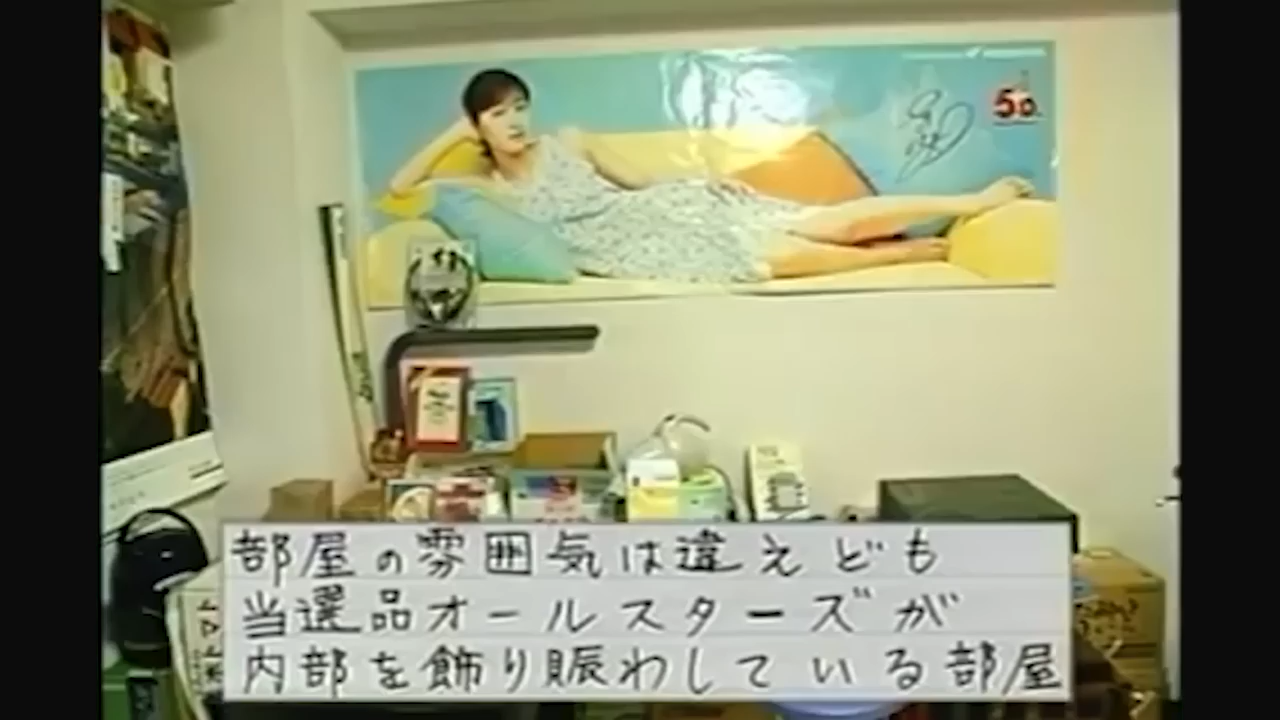 50
部屋の雰囲気は違えども
当選品オールスターズが
内部を飾り賑わしている部屋